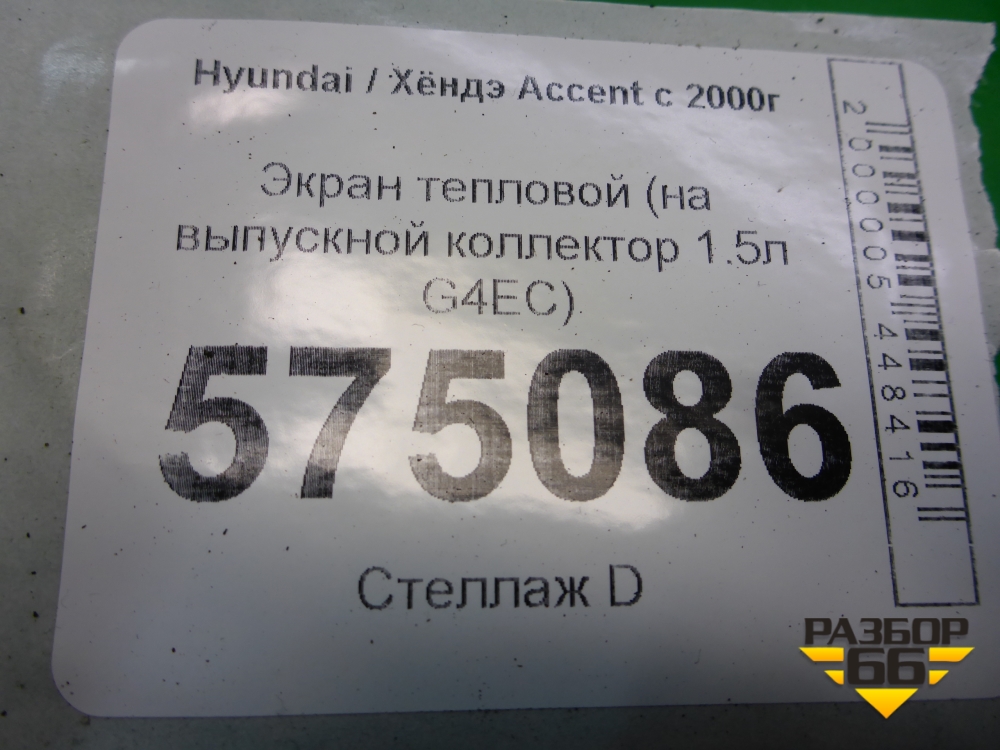 Hyundai / Хёндэ Accent с 2000г
Экран тепловой (на
выпускной коллектор 1.5л
G4EC)
575086
Стеллаж D
2000005448416
РАЗБОР
66